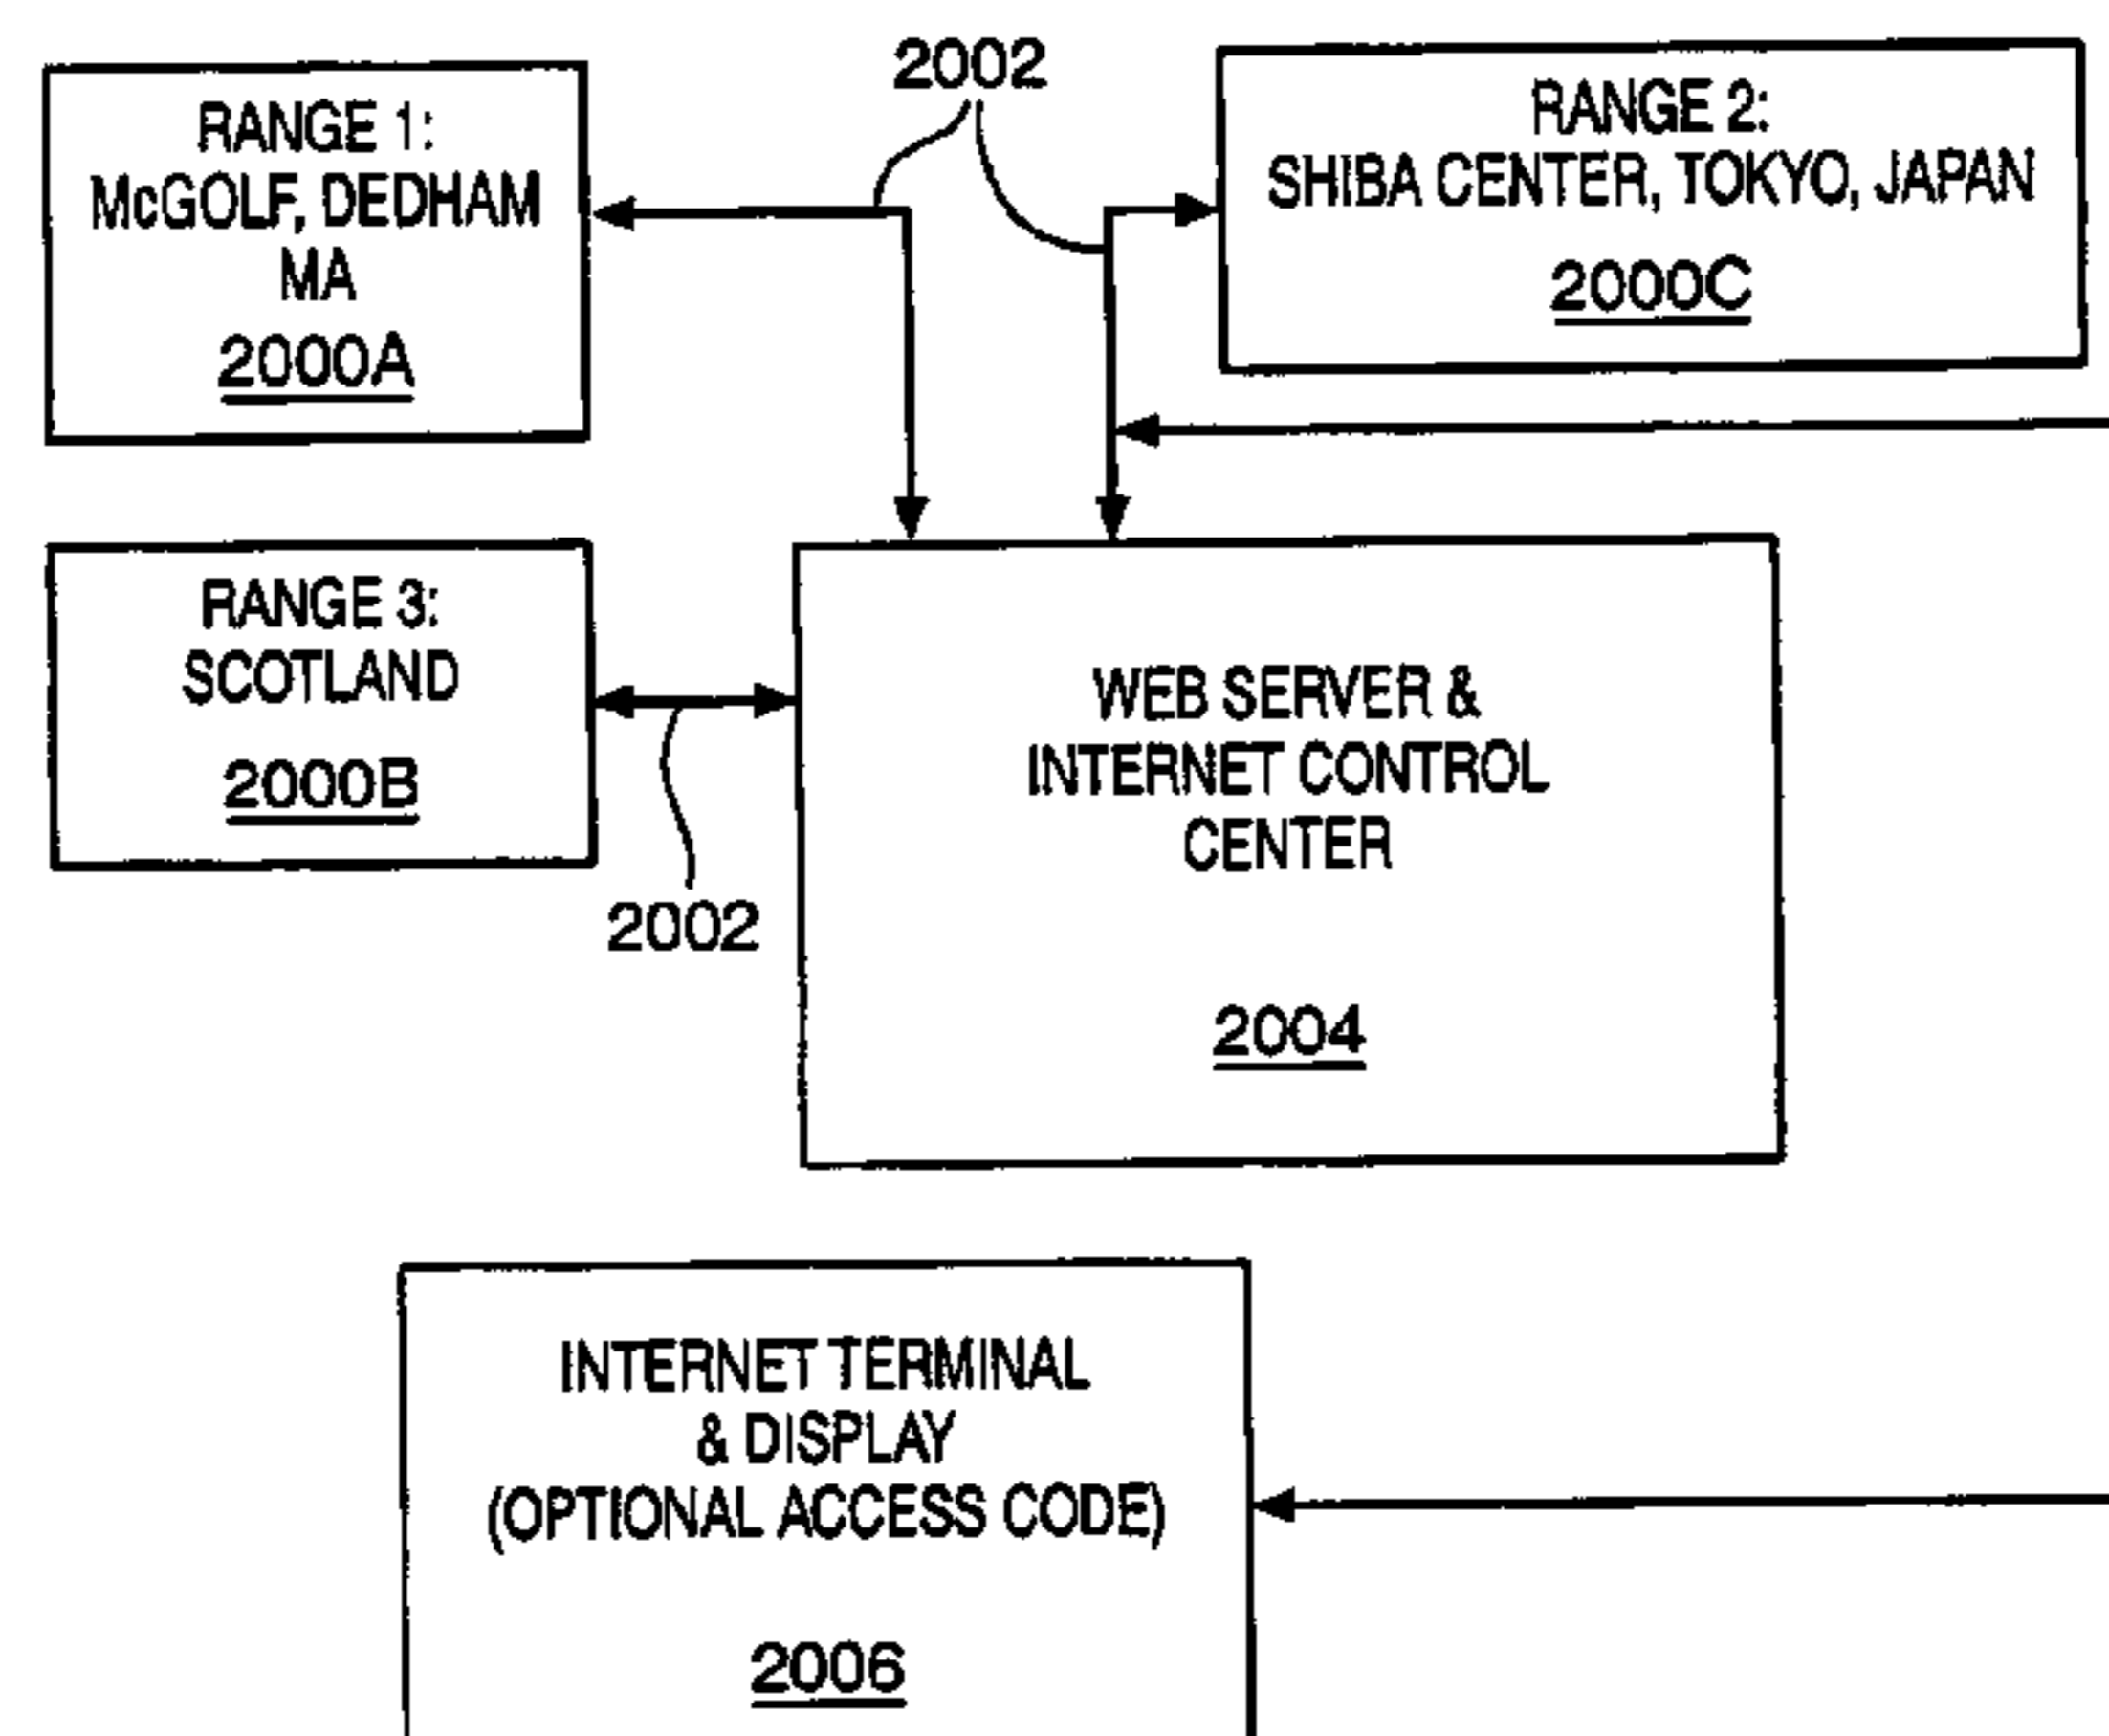 2002
RANGE 1:
McGOLF, DEDHAM
MA
2000A
RANGE 2:
SHIBA CENTER, TOKYO, JAPAN
2000C
RANGE 3:
SCOTLAND
2000B
2002
WEB SERVER &
INTERNET CONTROL
CENTER
2004
INTERNET TERMINAL
& DISPLAY
(OPTIONAL ACCESS CODE)
2006